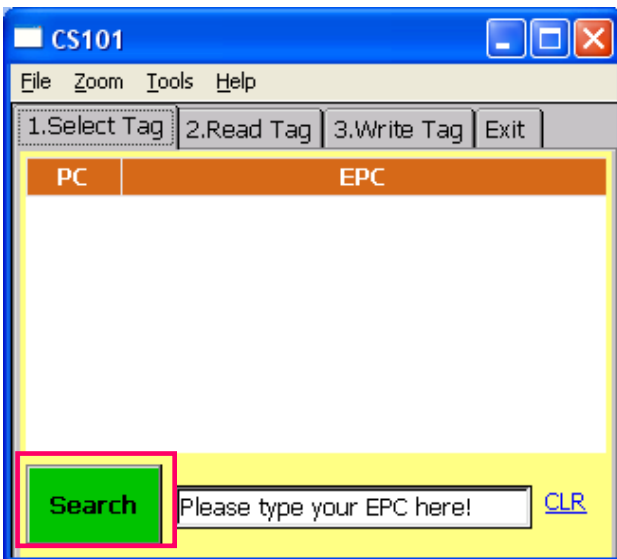 CS101
File Zoom Tools Help
1.Select Tag 2.Read Tag 3.Write Tag Exit
PC EPC
Search Please type your EPC here! CLR